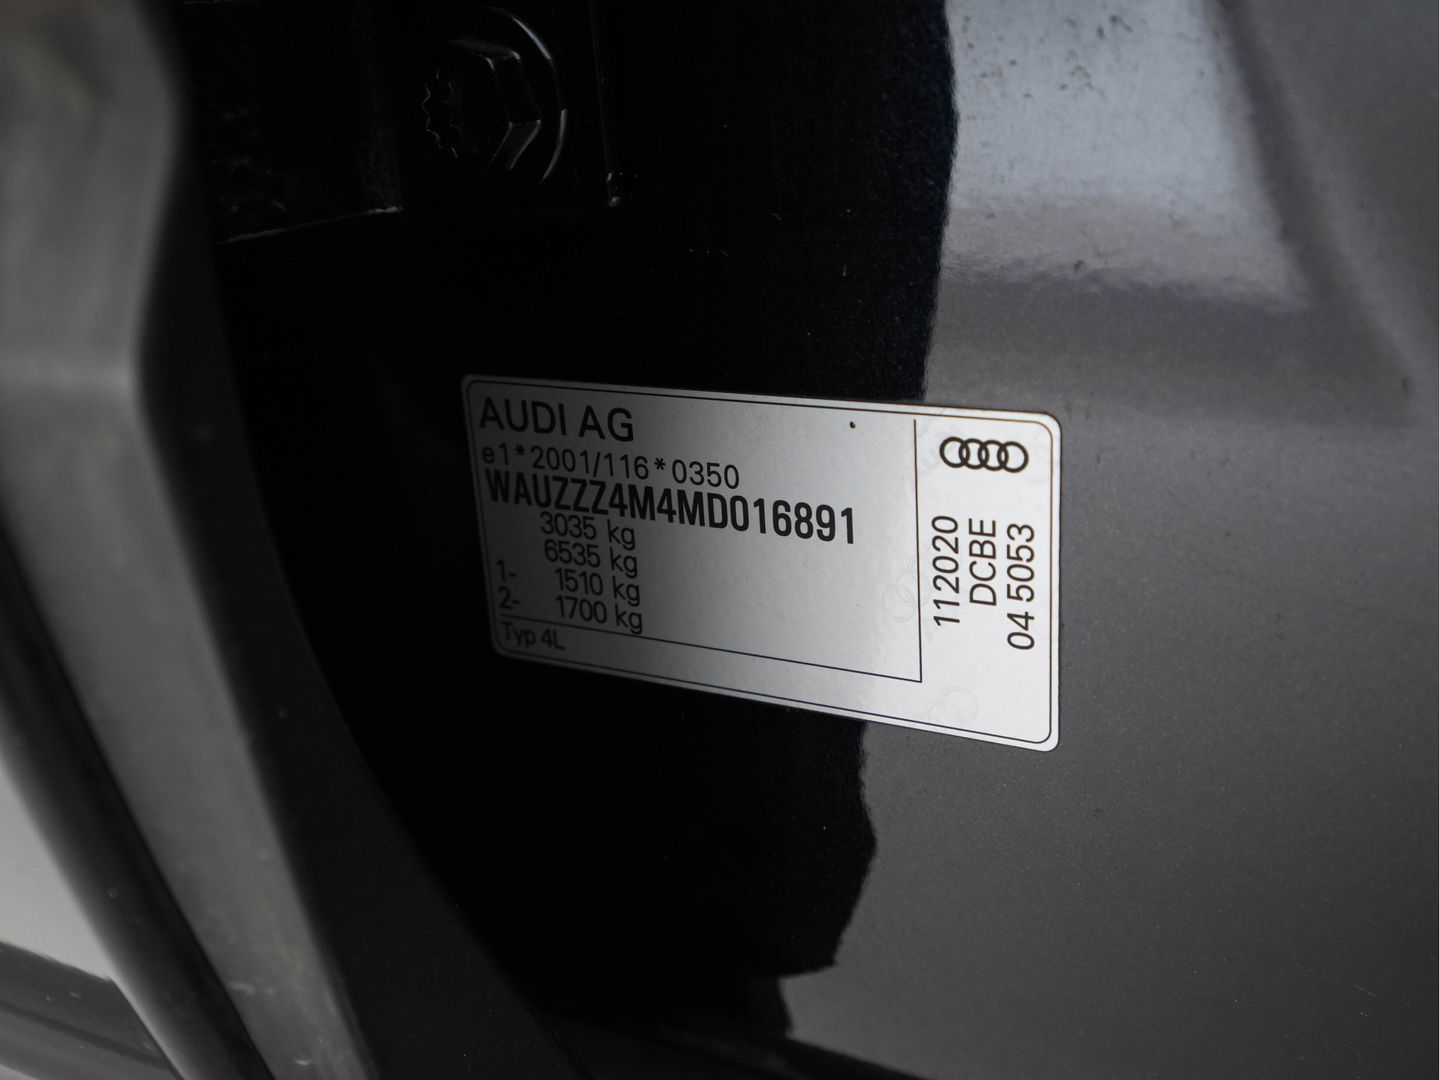 AUDI AG
e1*2001/116*0350
WAUZZZ4M4MD016891
3035 kg
6535 kg
1- 1510 kg
2- 1700 kg
Typ 4L
112020
DCBE
04 5053